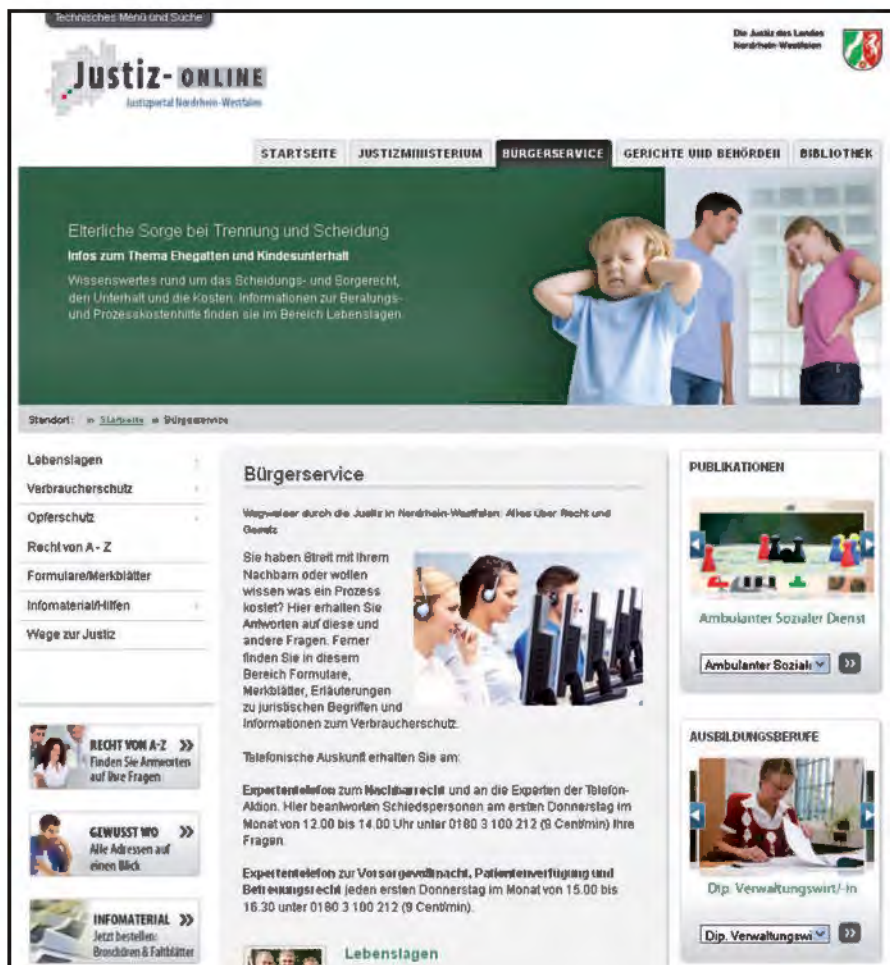 Technisches Menü und Suche
Die Justiz des Landes
Nordrhein-Westfalen
Justiz-ONLINE
Justizportal Nordrhein-Westfalen
STARTSEITE JUSTIZMINISTERIUM BÜRGERSERVICE GERICHTE UND BEHÖRDEN BIBLIOTHEK
Elterliche Sorge bei Trennung und Scheidung
Infos zum Thema Ehegatten und Kindesunterhalt
Wissenswertes rund um das Scheidungs- und Sorgerecht,
den Unterhalt und die Kosten. Informationen zur Beratungs-
und Prozesskostenhilfe finden sie im Bereich Lebenslagen.
Standort: » Startseite » Bürgerservice
Lebenslagen
Verbraucherschutz
Opferschutz
Recht von A - Z
Formulare/Merkblätter
Infomaterial/Hilfen
Wege zur Justiz
RECHT VON A-Z »
Finden Sie Antworten
auf Ihre Fragen
GEWUSST WO »
Alle Adressen auf
einen Blick
INFOMATERIAL »
Jetzt bestellen:
Broschüren & Faltblätter
Bürgerservice
Wegweiser durch die Justiz in Nordrhein-Westfalen: Alles über Recht und
Gesetz
Sie haben Streit mit Ihrem
Nachbarn oder wollen
wissen was ein Prozess
kostet? Hier erhalten Sie
Antworten auf diese und
andere Fragen. Ferner
finden Sie in diesem
Bereich Formulare,
Merkblätter, Erläuterungen
zu juristischen Begriffen und
Informationen zum Verbraucherschutz.
Telefonische Auskunft erhalten Sie am:
Expertentelefon zum Nachbarrecht und an die Experten der Telefon-
Aktion. Hier beantworten Schiedspersonen am ersten Donnerstag im
Monat von 12.00 bis 14.00 Uhr unter 0180 3 100 212 (9 Cent/min) Ihre
Fragen.
Expertentelefon zur Vorsorgevollmacht, Patientenverfügung und
Betreuungsrecht jeden ersten Donnerstag im Monat von 15.00 bis
16.30 unter 0180 3 100 212 (9 Cent/min).
Lebenslagen
PUBLIKATIONEN
Ambulanter Sozialer Dienst
Ambulanter Soziale »
AUSBILDUNGSBERUFE
Dip. Verwaltungswirt/-in
Dip. Verwaltungswi »